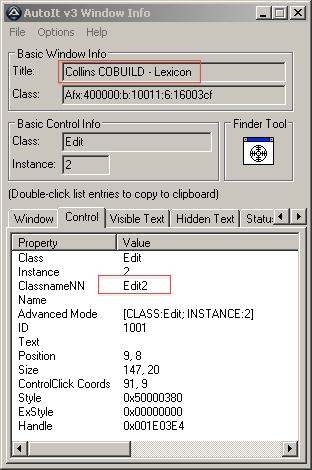 AutoIt v3 Window Info
File Options Help
Basic Window Info
Title: Collins COBUILD - Lexicon
Class: Afx:400000:b:10011:6:16003cf
Basic Control Info
Class: Edit
Instance: 2
Finder Tool
(Double-click list entries to copy to clipboard)
Window Control Visible Text Hidden Text Status
Property Value
Class Edit
Instance 2
ClassnameNN Edit2
Name
Advanced Mode [CLASS:Edit; INSTANCE:2]
ID 1001
Text
Position 9, 8
Size 147, 20
ControlClick Coords 91, 9
Style 0x50000380
ExStyle 0x00000000
Handle 0x001E03E4